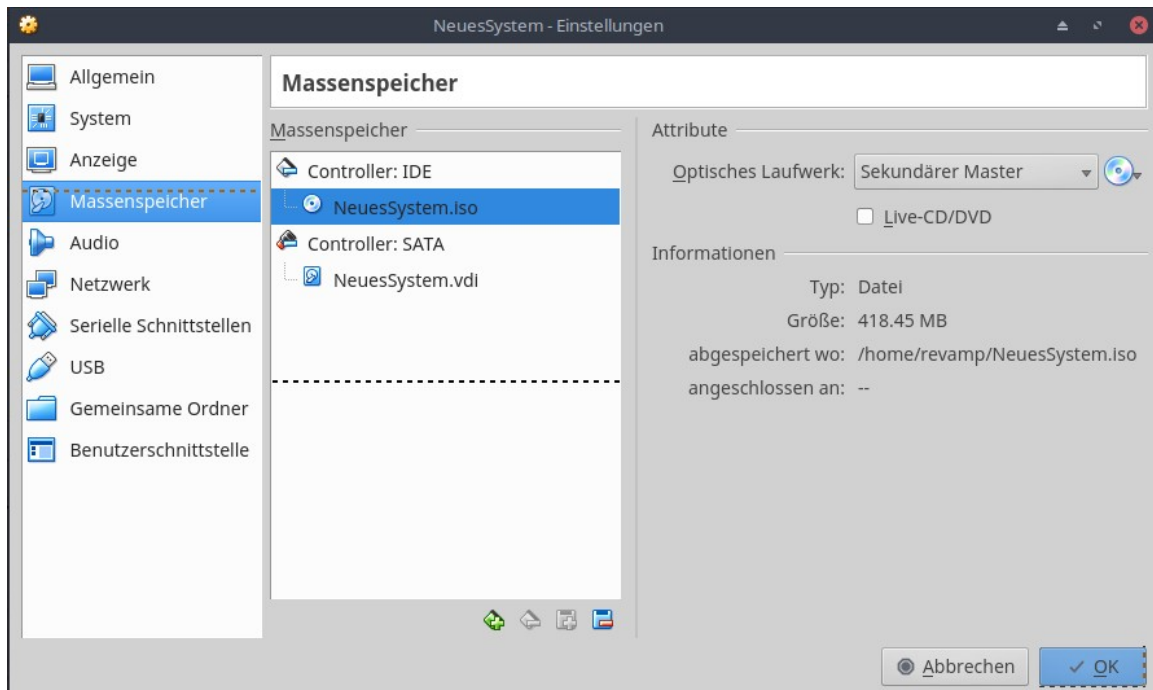 NeuesSystem - Einstellungen
Allgemein
System
Anzeige
Massenspeicher
Audio
Netzwerk
Serielle Schnittstellen
USB
Gemeinsame Ordner
Benutzerschnittstelle
Massenspeicher
Massenspeicher
Controller: IDE
NeuesSystem.iso
Controller: SATA
NeuesSystem.vdi
Attribute
Optisches Laufwerk: Sekundärer Master
Live-CD/DVD
Informationen
Typ: Datei
Größe: 418.45 MB
abgespeichert wo: /home/revamp/NeuesSystem.iso
angeschlossen an: --
Abbrechen
OK